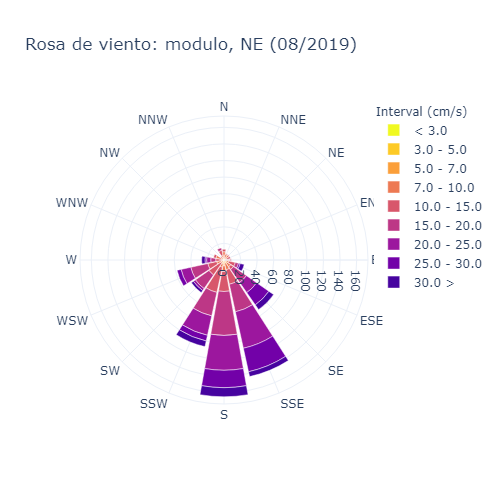 Rosa de viento: modulo, NE (08/2019)
N
NNE
NE
EN
E
ESE
SE
SSE
S
SSW
SW
WSW
W
WNW
NW
NNW
0
20
40
60
80
100
120
140
160
Interval (cm/s)
< 3.0
3.0 - 5.0
5.0 - 7.0
7.0 - 10.0
10.0 - 15.0
15.0 - 20.0
20.0 - 25.0
25.0 - 30.0
30.0 >